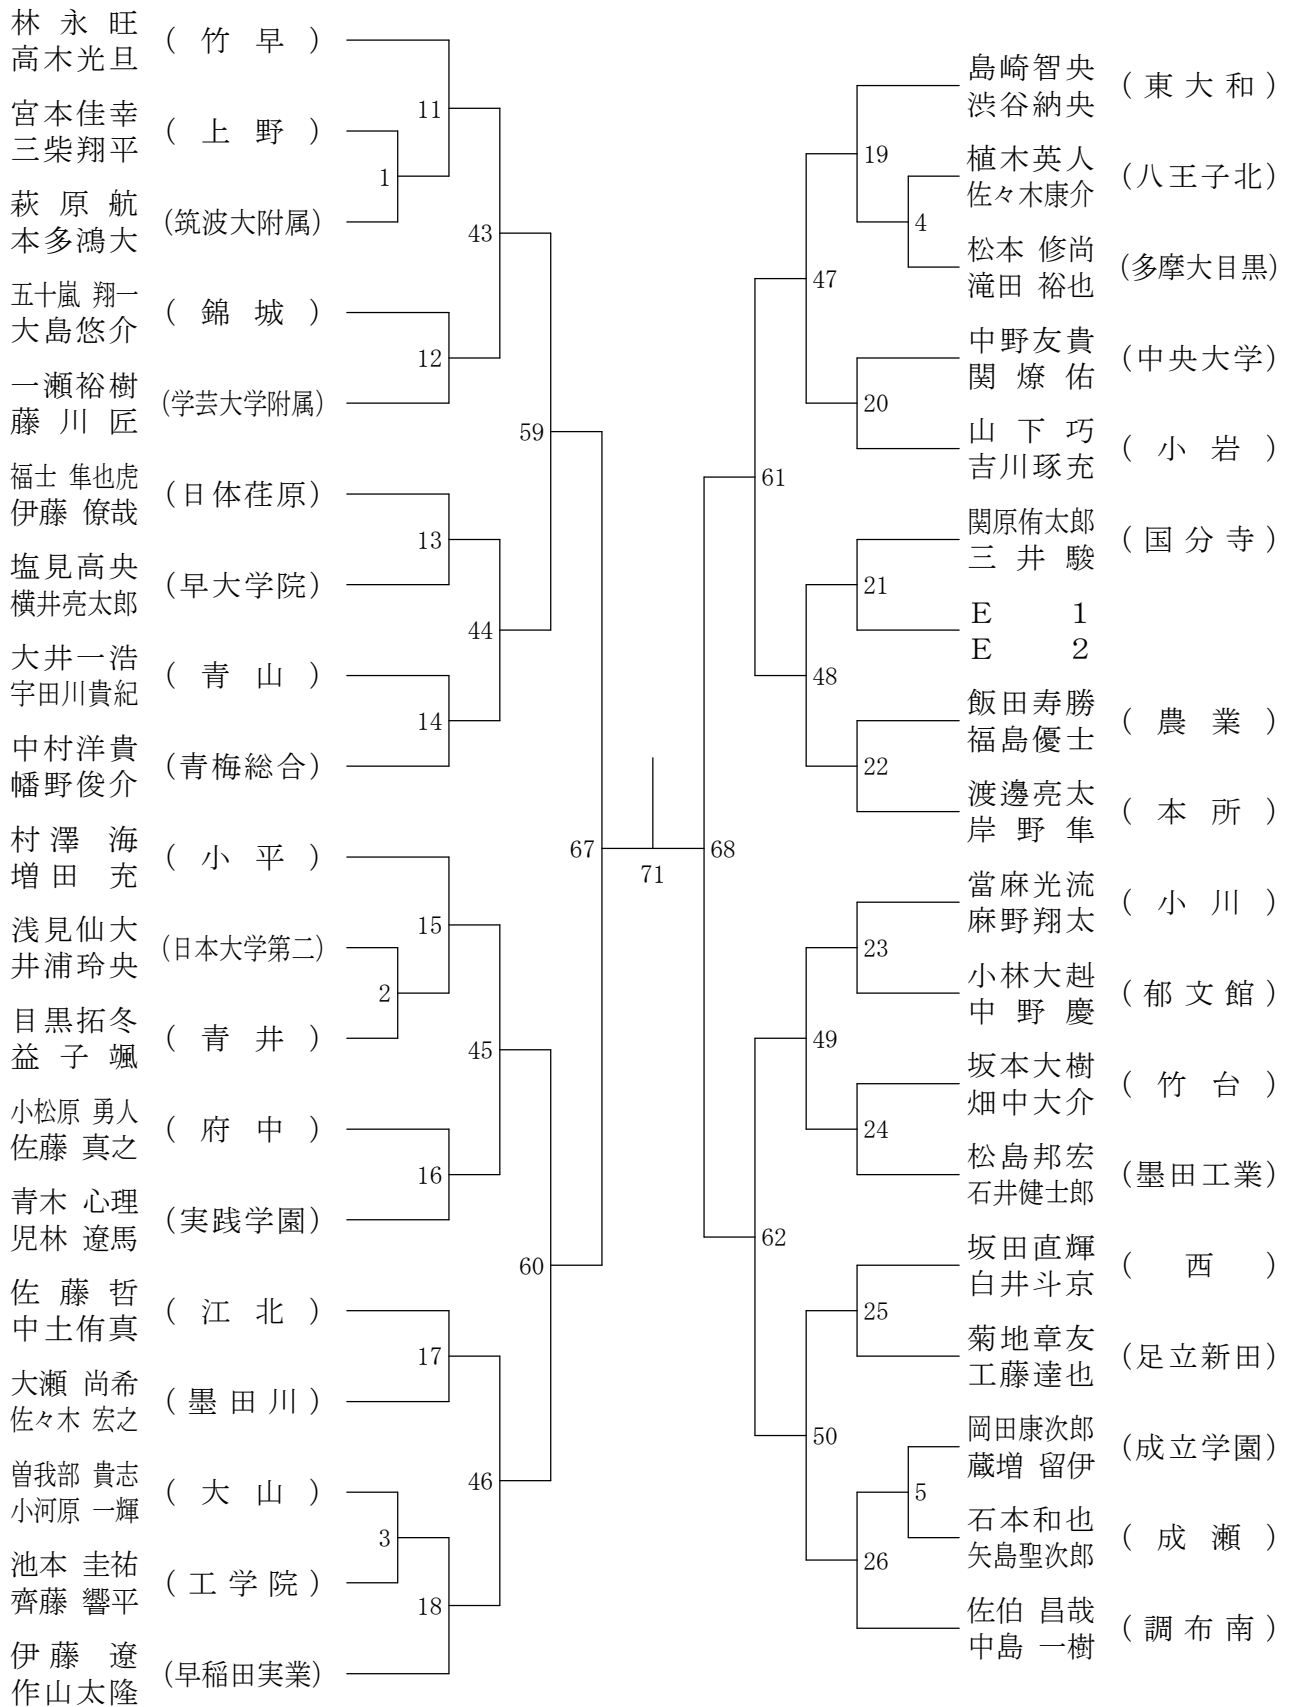 林永旺
高木光旦
(竹早)
宮本佳幸
三柴翔平
(上野)
萩原航
本多鴻大
(筑波大附属)
五十嵐 翔一
大島悠介
(錦城)
一瀬裕樹
藤川匠
(学芸大学附属)
福士 隼也虎
伊藤 僚哉
(日体荏原)
塩見高央
横井亮太郎
(早大学院)
大井一浩
宇田川貴紀
(青山)
中村洋貴
幡野俊介
(青梅総合)
村澤海
増田充
(小平)
浅見仙大
井浦玲央
(日本大学第二)
目黒拓冬
益子颯
(青井)
小松原 勇人
佐藤 真之
(府中)
青木 心理
児林 遼馬
(実践学園)
佐藤哲
中土侑真
(江北)
大瀬 尚希
佐々木 宏之
(墨田川)
曽我部 貴志
小河原 一輝
(大山)
池本 圭祐
齊藤 響平
(工学院)
伊藤遼
作山太隆
(早稲田実業)
1
2
3
11
12
13
14
15
16
17
18
43
44
45
46
59
60
67
71
68
61
62
47
48
49
50
19
20
21
22
23
24
25
26
4
5
島崎智央
渋谷納央
(東大和)
植木英人
佐々木康介
(八王子北)
松本 修尚
滝田 裕也
(多摩大目黒)
中野友貴
関燎佑
(中央大学)
山下巧
吉川琢充
(小岩)
関原侑太郎
三井駿
(国分寺)
E 1
E 2
飯田寿勝
福島優士
(農業)
渡邊亮太
岸野隼
(本所)
當麻光流
麻野翔太
(小川)
小林大赳
中野慶
(郁文館)
坂本大樹
畑中大介
(竹台)
松島邦宏
石井健士郎
(墨田工業)
坂田直輝
白井斗京
(西)
菊地章友
工藤達也
(足立新田)
岡田康次郎
蔵増 留伊
(成立学園)
石本和也
矢島聖次郎
(成瀬)
佐伯 昌哉
中島 一樹
(調布南)